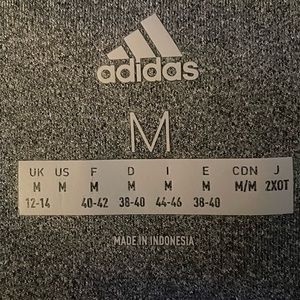 adidas
M
UK US F D I E CDN J
M M M M M M M/M 2XOT
12-14 40-42 38-40 44-46 38-40
MADE IN INDONESIA